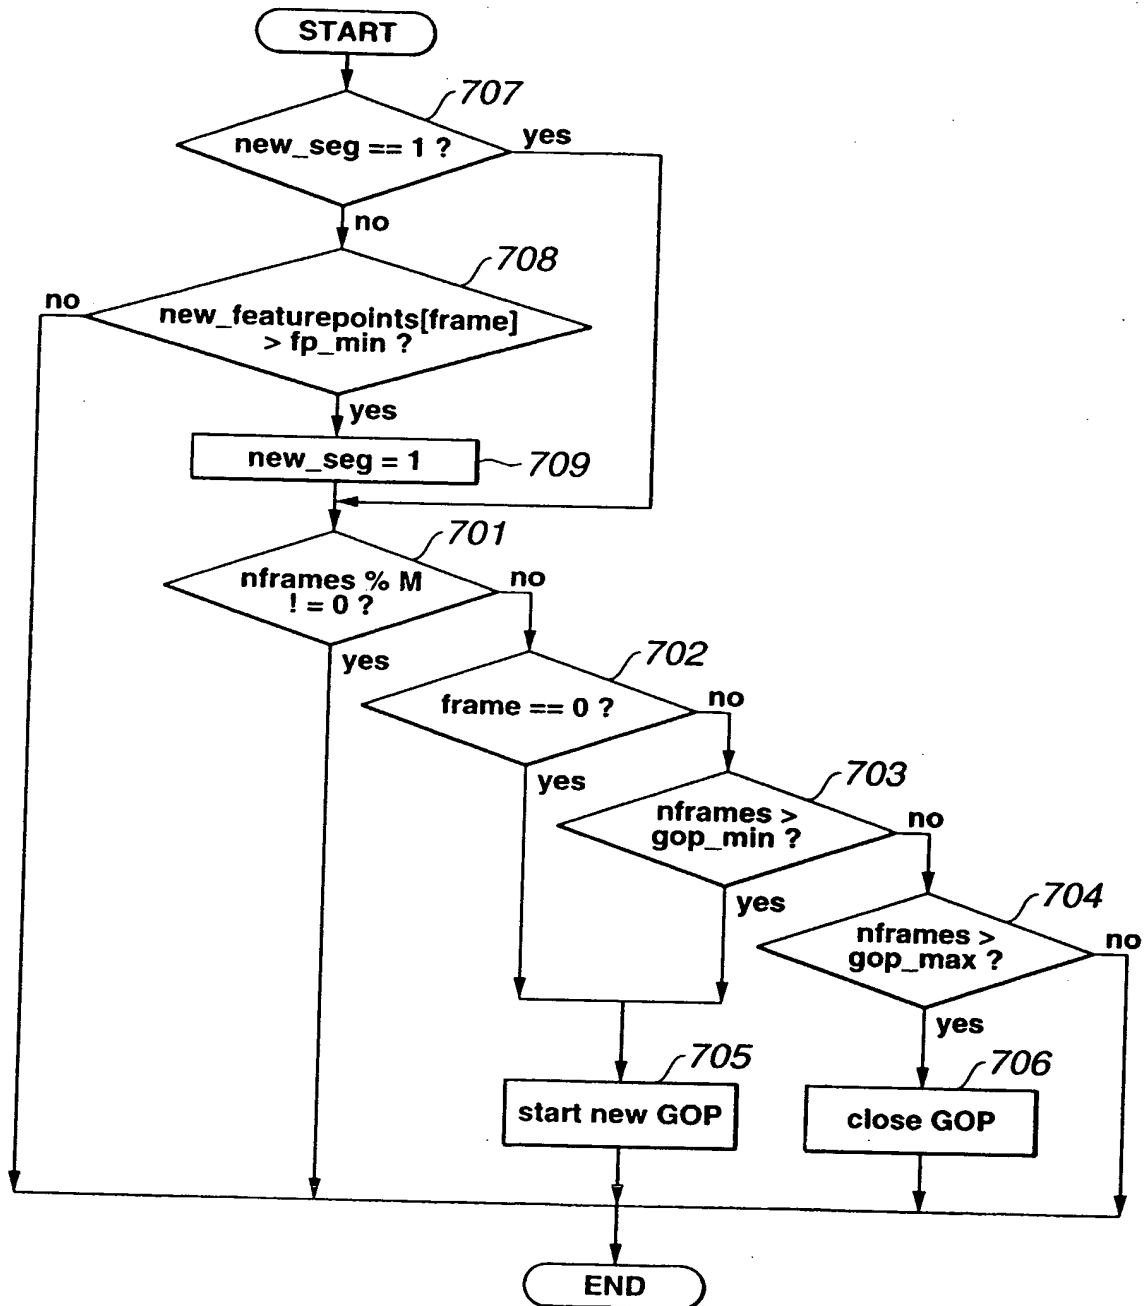 START
707
new_seg == 1 ?
yes
no
708
no
new_featurepoints[frame]
> fp_min ?
yes
new_seg = 1
709
701
nframes % M
! = 0 ?
no
yes
702
frame == 0 ?
no
yes
703
nframes >
gop_min ?
no
yes
704
nframes >
gop_max ?
no
yes
705
start new GOP
706
close GOP
END